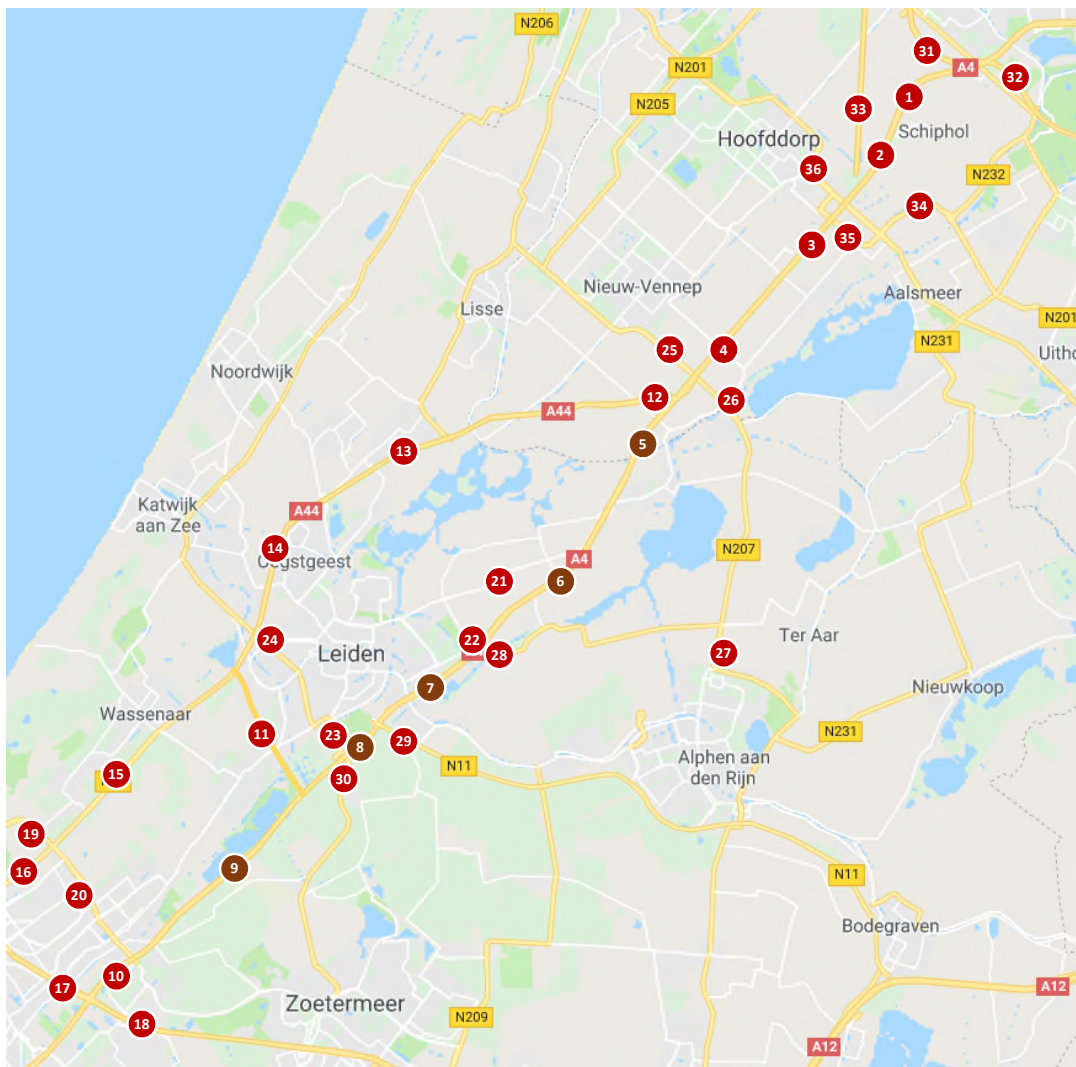 N206
31
A4
32
N201
1
N205
33
Schiphol
Hoofddorp
2
36
N232
34
35
3
Nieuw-Vennep
Aalsmeer
Lisse
N201
N231
25
4
Uitho
Noordwijk
12
26
A44
5
13
Katwijk
aan Zee
A44
14
Oegstgeest
N207
A4
21
6
24
22
28
Ter Aar
27
Leiden
7
Nieuwkoop
Wassenaar
11
23
8
29
N231
Alphen aan
den Rijn
N11
15
30
19
16
9
N11
20
Bodegraven
10
17
A12
Zoetermeer
N209
18
A12